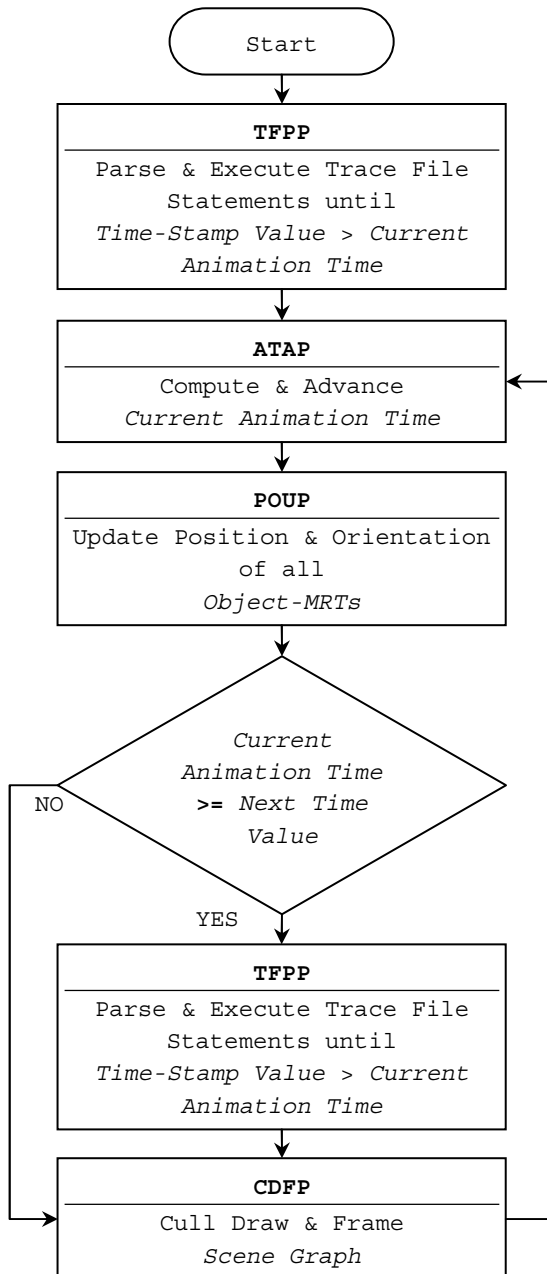 Start
TFPP
Parse & Execute Trace File
Statements until
Time-Stamp Value > Current
Animation Time
ATAP
Compute & Advance
Current Animation Time
POUP
Update Position & Orientation
of all
Object-MRTs
Current
Animation Time
>= Next Time
Value
NO
YES
TFPP
Parse & Execute Trace File
Statements until
Time-Stamp Value > Current
Animation Time
CDFP
Cull Draw & Frame
Scene Graph